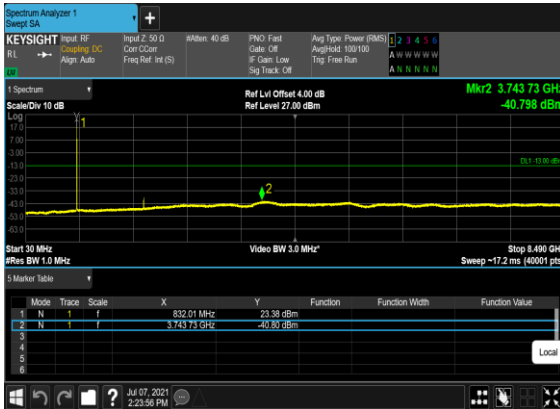 Spectrum Analyzer 1
Swept SA
+
KEYSIGHT Input: RF Input Z: 50 Ω #Atten: 40 dB PNO: Fast Avg Type: Power (RMS) 1 2 3 4 5 6
RL Coupling: DC Corr CCorr Gate: Off Avg|Hold: 100/100 A W W W W W
Align: Auto Freq Ref: Int (S) IF Gain: Low Trig: Free Run
Sig Track: Off A N N N N N
1 Spectrum Ref Lvl Offset 4.00 dB Mkr2 3.743 73 GHz
Scale/Div 10 dB Ref Level 27.00 dBm -40.798 dBm
Log
17.0
7.00
-3.00
-13.0 DL1 -13.00 dBm
-23.0
-33.0
-43.0
-53.0
-63.0
1
2
Start 30 MHz Video BW 3.0 MHz* Stop 8.490 GHz
#Res BW 1.0 MHz Sweep ~17.2 ms (40001 pts)
5 Marker Table
Mode Trace Scale X Y Function Function Width Function Value
1 N 1 f 832.01 MHz 23.38 dBm
2 N 1 f 3.743 73 GHz -40.80 dBm
3
4
5
6
Local
? Jul 07, 2021
2:23:56 PM